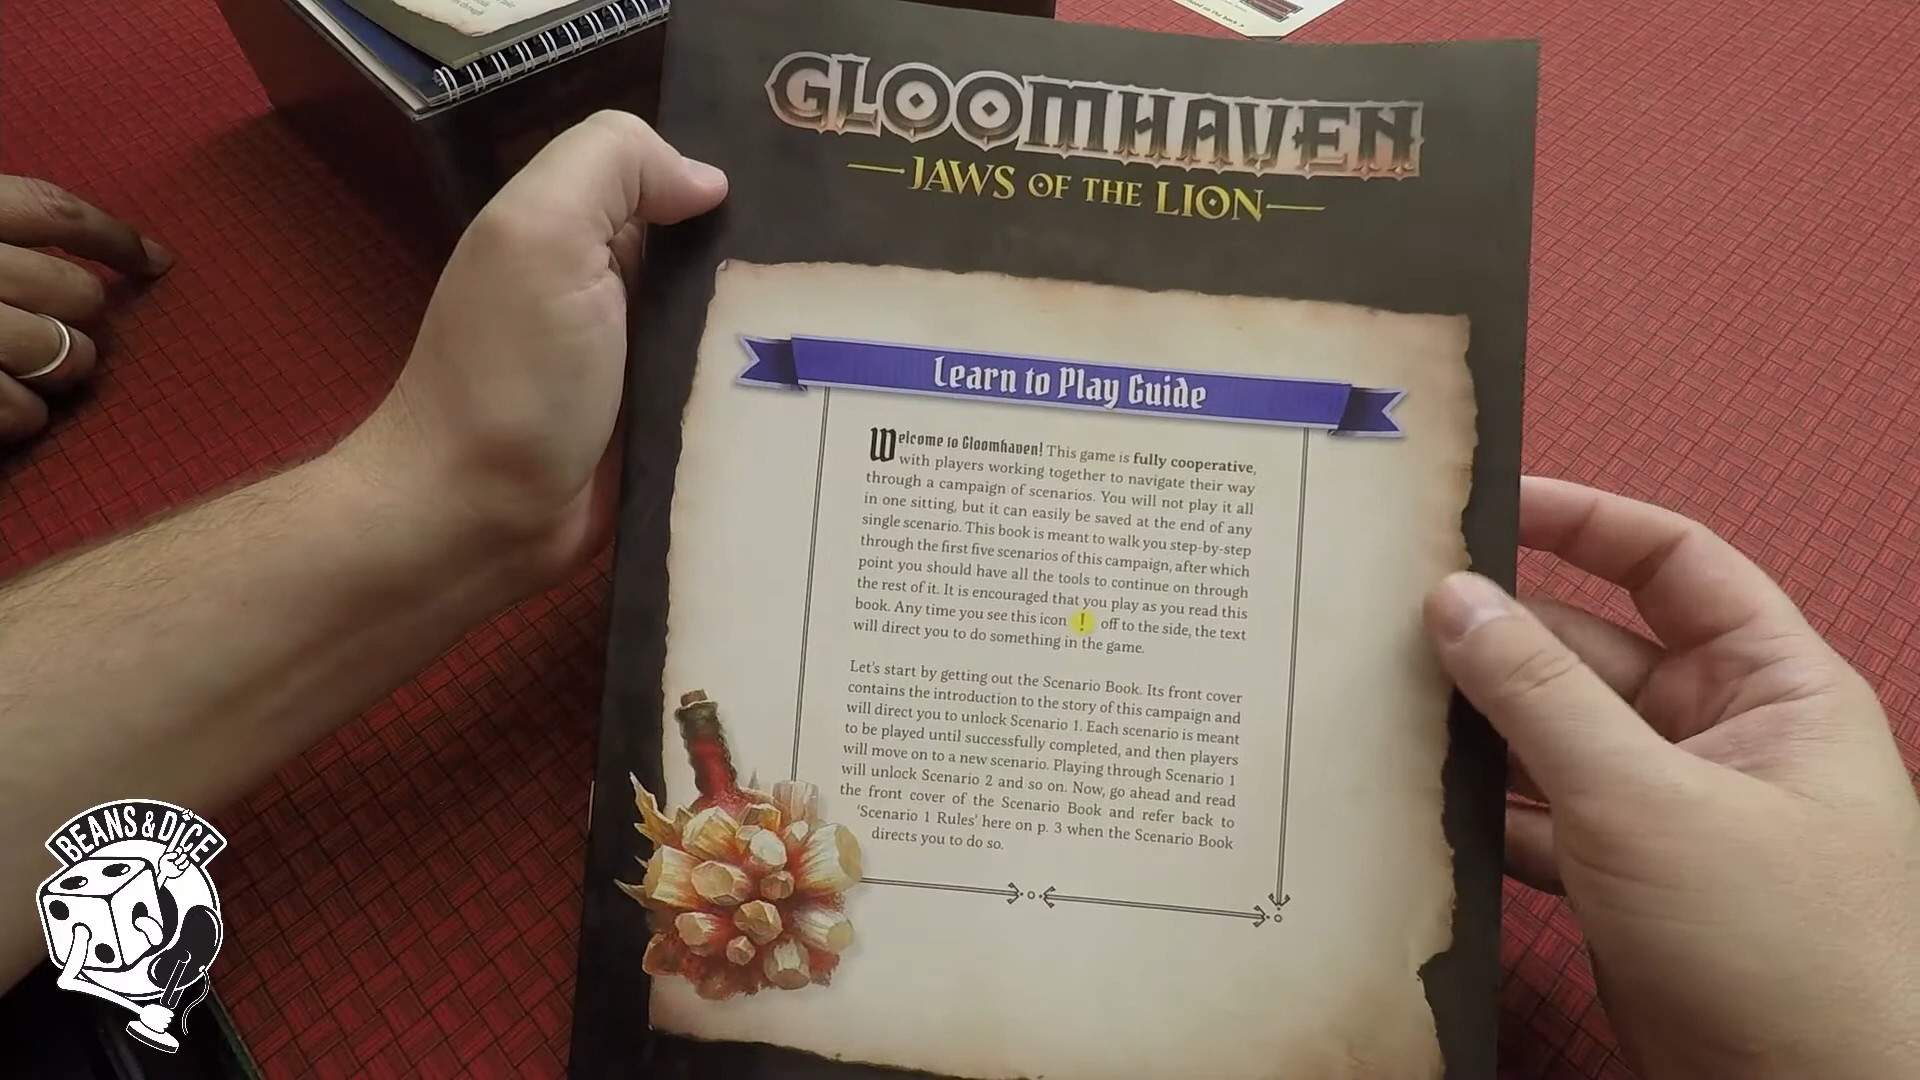 GLOOMHAVEN
JAWS OF THE LION
Learn to Play Guide
Welcome to Gloomhaven! This game is fully cooperative,
with players working together to navigate their way
through a campaign of scenarios. You will not play it all
in one sitting, but it can easily be saved at the end of any
single scenario. This book is meant to walk you step-by-step
through the first five scenarios of this campaign, after which
point you should have all the tools to continue on through
the rest of it. It is encouraged that you play as you read this
book. Any time you see this icon ! off to the side, the text
will direct you to do something in the game.
Let's start by getting out the Scenario Book. Its front cover
contains the introduction to the story of this campaign and
will direct you to unlock Scenario 1. Each scenario is meant
to be played until successfully completed, and then players
will move on to a new scenario. Playing through Scenario 1
will unlock Scenario 2 and so on. Now, go ahead and read
the front cover of the Scenario Book and refer back to
'Scenario 1 Rules' here on p. 3 when the Scenario Book
directs you to do so.
BEANS & DICE